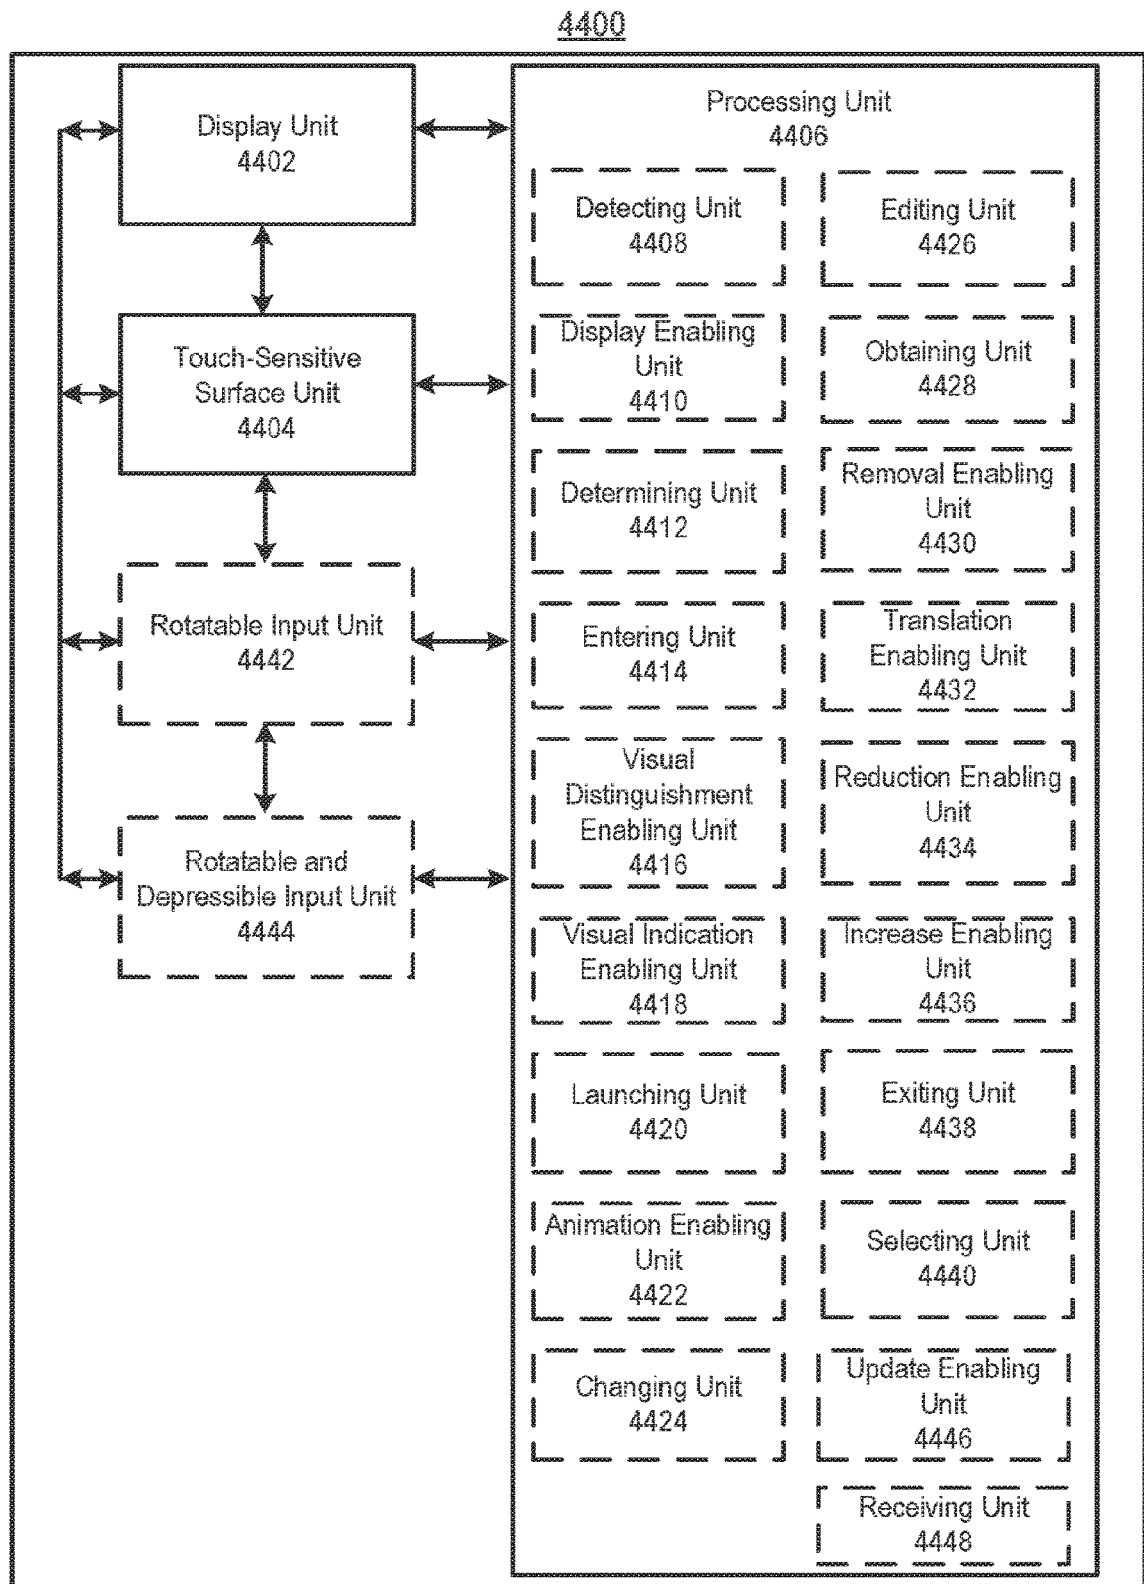 4400
Display Unit
4402
Touch-Sensitive
Surface Unit
4404
Rotatable Input Unit
4442
Rotatable and
Depressible Input Unit
4444
Processing Unit
4406
Detecting Unit
4408
Editing Unit
4426
Display Enabling
Unit
4410
Obtaining Unit
4428
Determining Unit
4412
Removal Enabling
Unit
4430
Entering Unit
4414
Translation
Enabling Unit
4432
Visual
Distinguishment
Enabling Unit
4416
Reduction Enabling
Unit
4434
Visual Indication
Enabling Unit
4418
Increase Enabling
Unit
4436
Launching Unit
4420
Exiting Unit
4438
Animation Enabling
Unit
4422
Selecting Unit
4440
Changing Unit
4424
Update Enabling
Unit
4446
Receiving Unit
4448